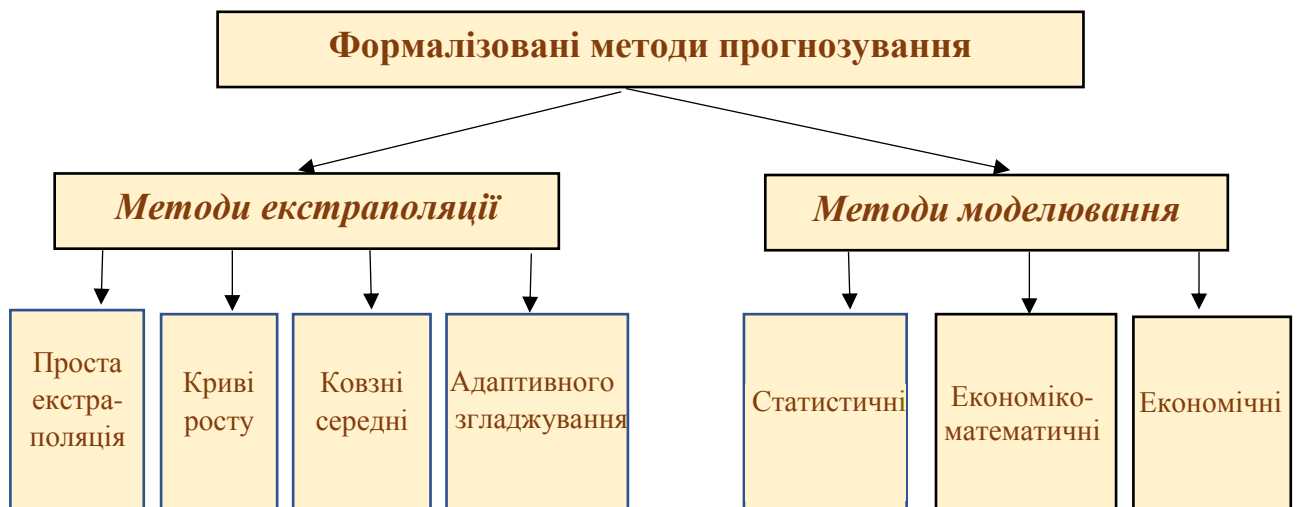 Формалізовані методи прогнозування
Методи екстраполяції
Методи моделювання
Проста
екстра-
поляція
Криві
росту
Ковзні
середні
Адаптивного
згладжування
Статистичні
Економіко-
математичні
Економічні